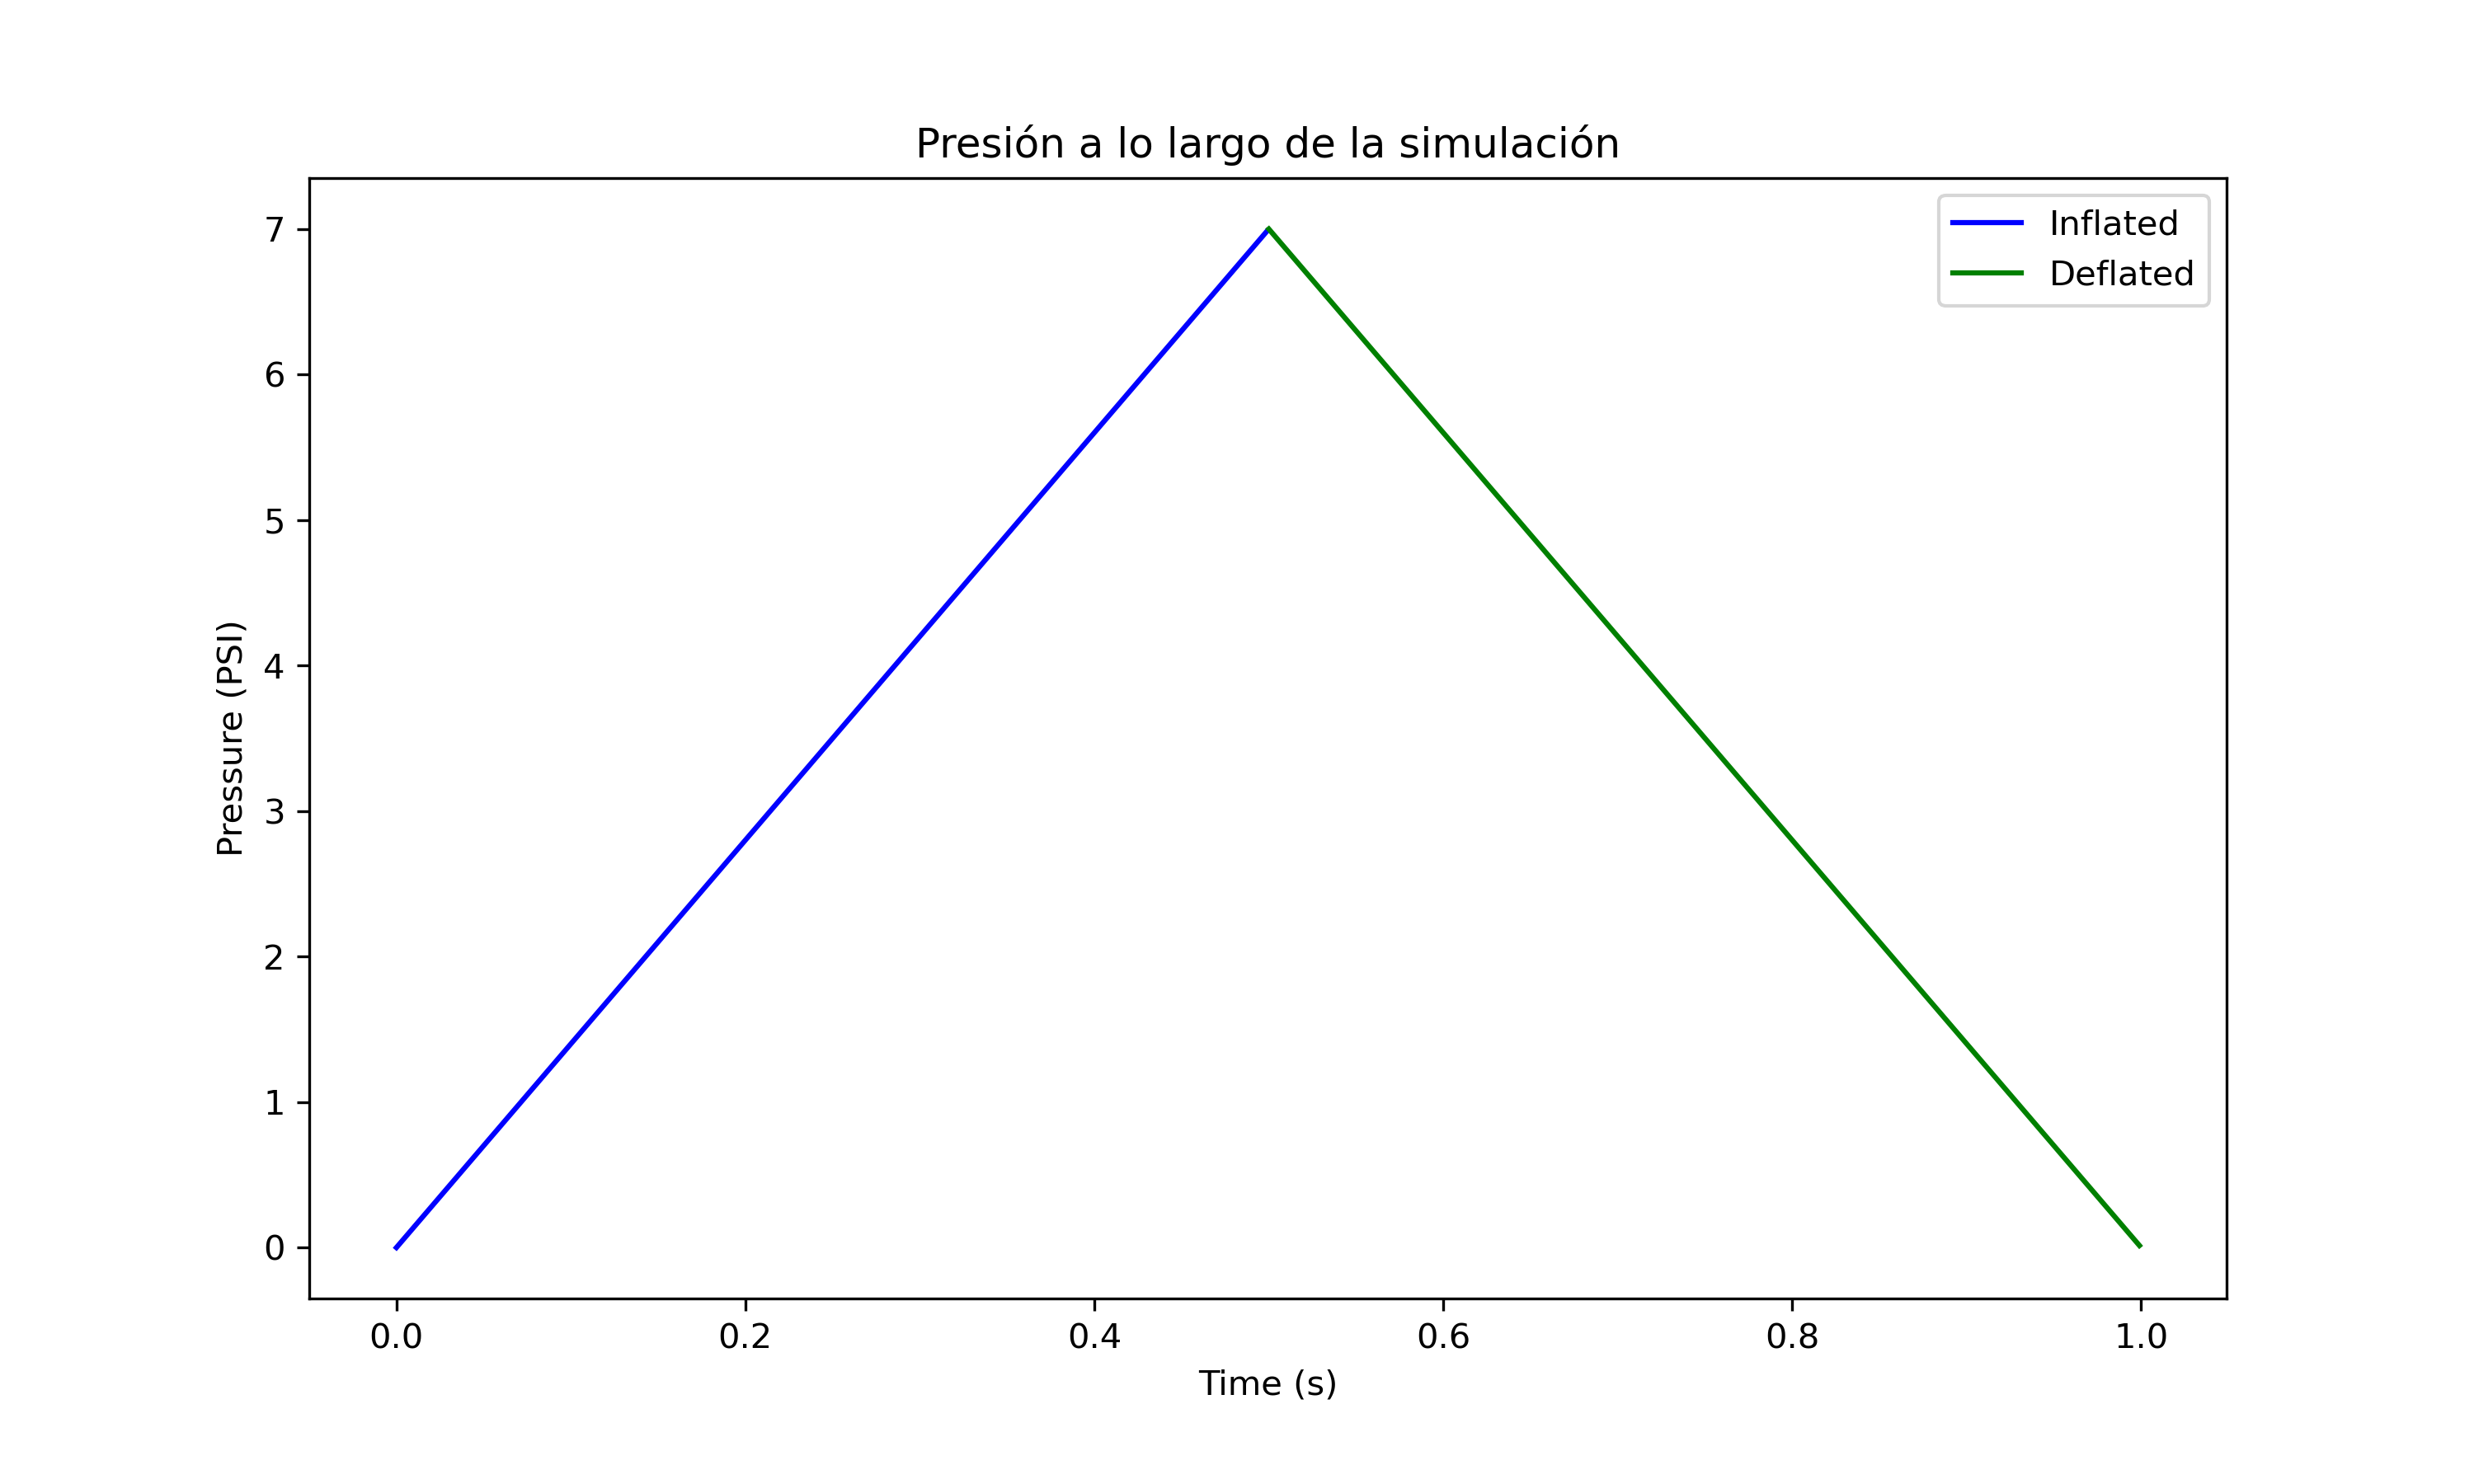 Presión a lo largo de la simulación
Inflated
Deflated
Pressure (PSI)
7
6
5
4
3
2
1
0
0.0 0.2 0.4 0.6 0.8 1.0
Time (s)